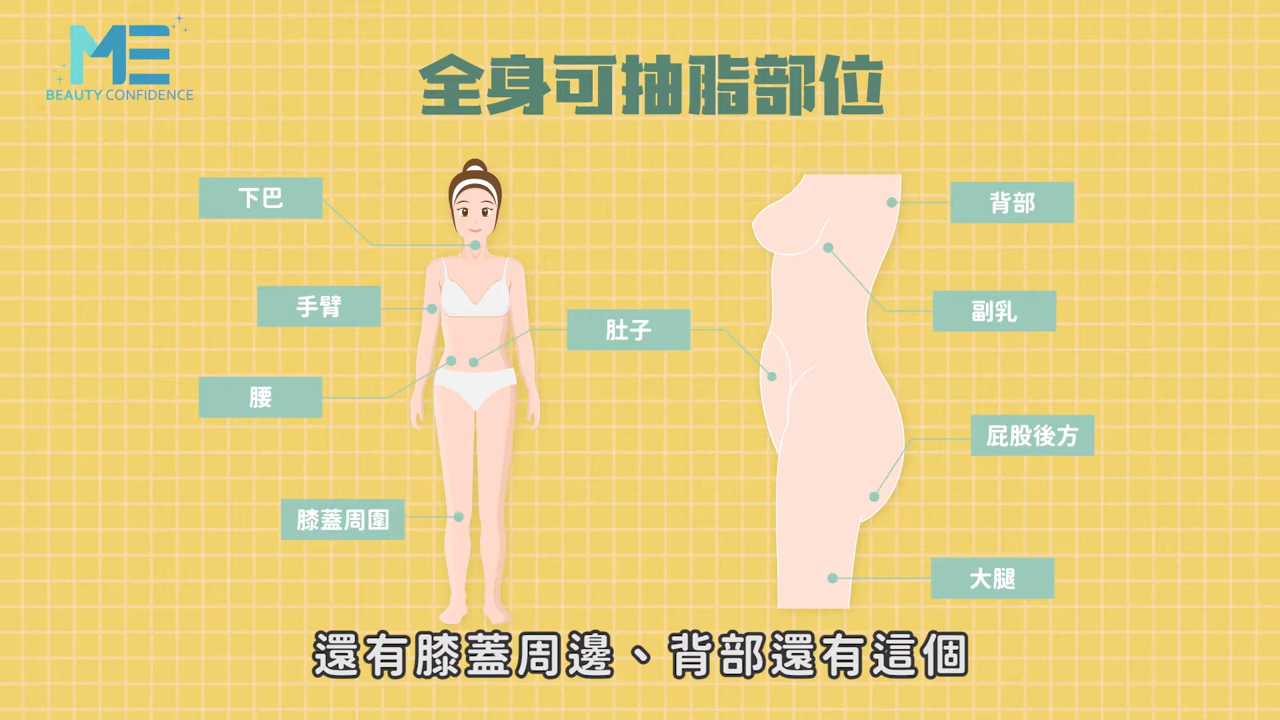 ME
BEAUTY CONFIDENCE
全身可抽脂部位
下巴
手臂
腰
膝蓋周圍
肚子
背部
副乳
屁股後方
大腿
還有膝蓋周邊、背部還有這個